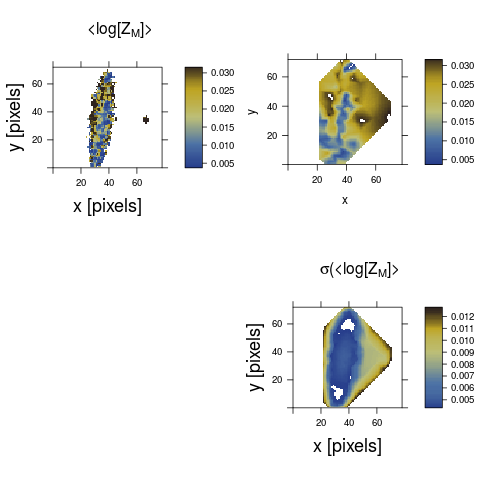 <log[Z_M]>
y [pixels]
60
40
20
20 40 60
x [pixels]
0.030
0.025
0.020
0.015
0.010
0.005
y
60
40
20
20 40 60
x
0.030
0.025
0.020
0.015
0.010
0.005
σ(<log[Z_M]>
y [pixels]
60
40
20
20 40 60
x [pixels]
0.012
0.011
0.010
0.009
0.008
0.007
0.006
0.005